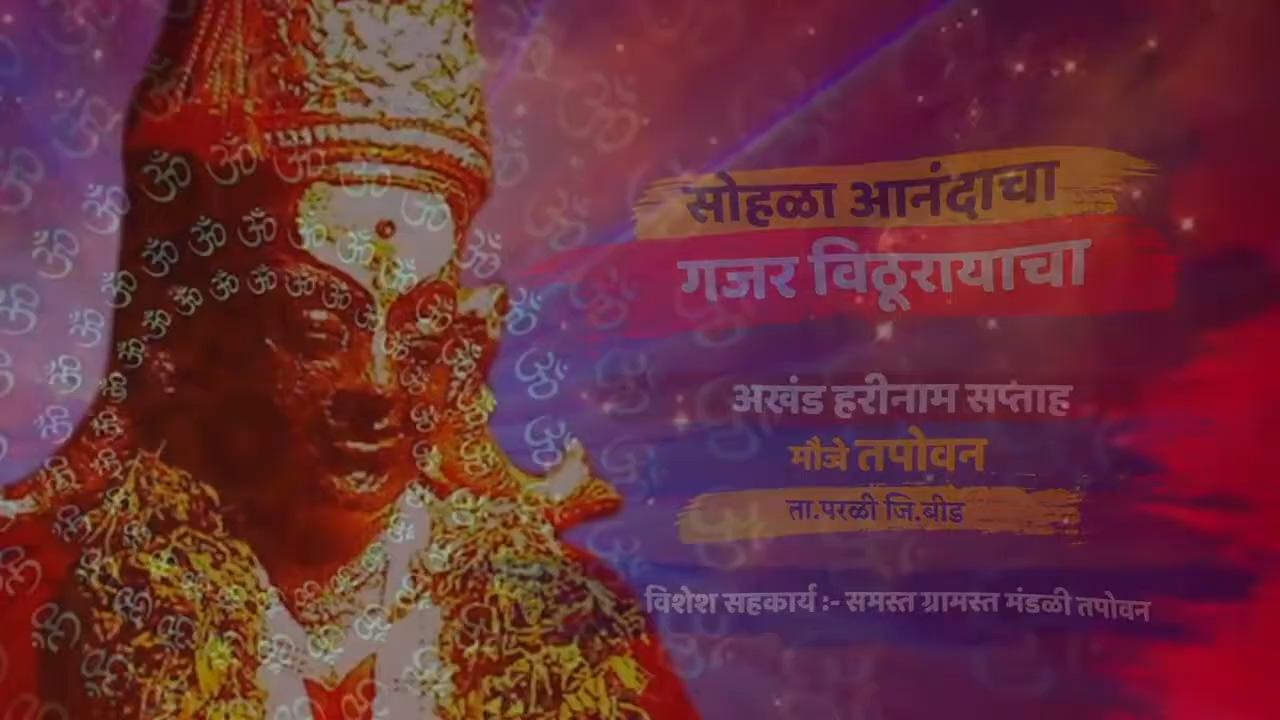 सोहळा आनंदाचा
गजर विठूरायाचा
अखंड हरीनाम सप्ताह
मौजे तपोवन
ता.परळी जि.बीड
विशेश सहकार्य :- समस्त ग्रामस्त मंडळी तपोवन